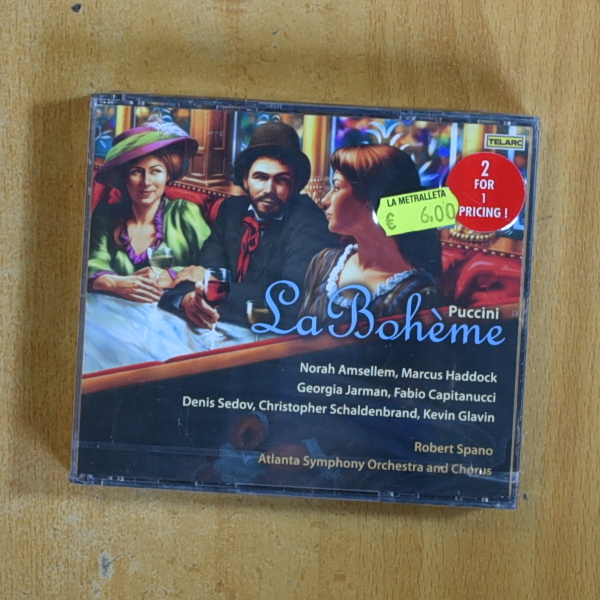 TELARC
2
FOR
1
PRICING !
LA METRALLETA
€ 6.00
Puccini
La Bohème
Norah Amsellem, Marcus Haddock
Georgia Jarman, Fabio Capitanucci
Denis Sedov, Christopher Schaldenbrand, Kevin Glavin
Robert Spano
Atlanta Symphony Orchestra and Chorus